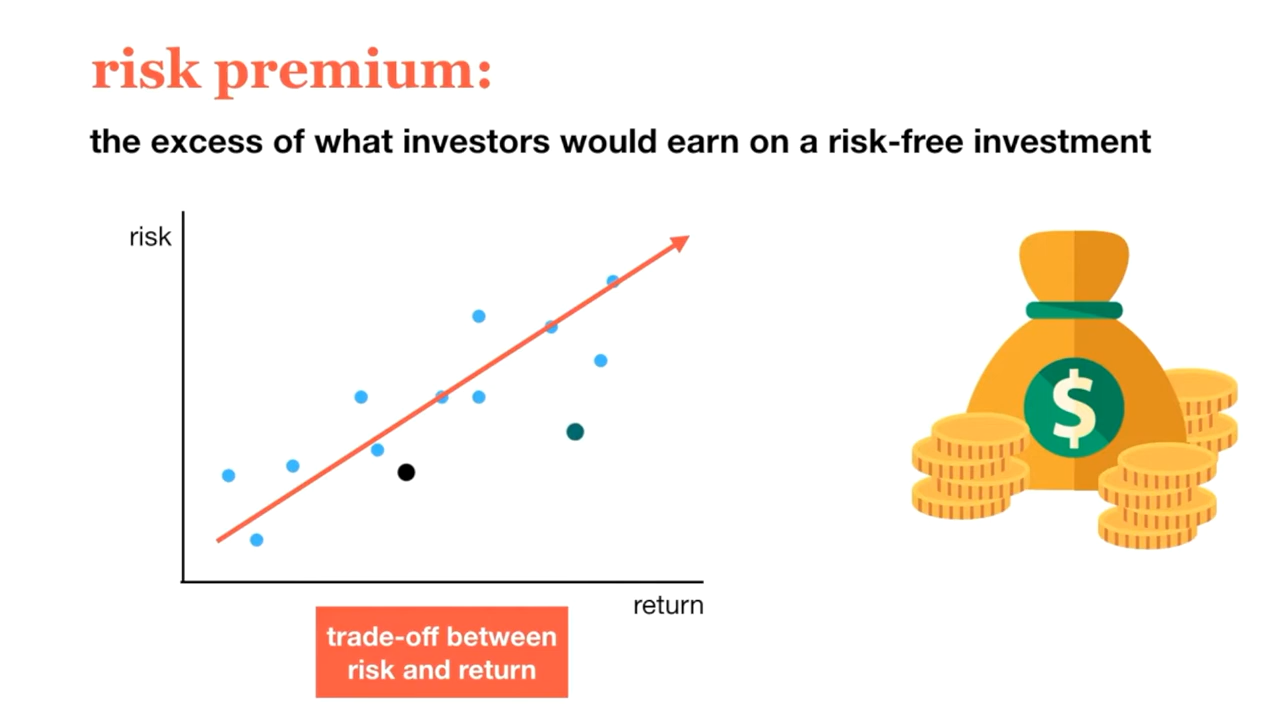 risk premium:
the excess of what investors would earn on a risk-free investment
risk
$
return
trade-off between
risk and return